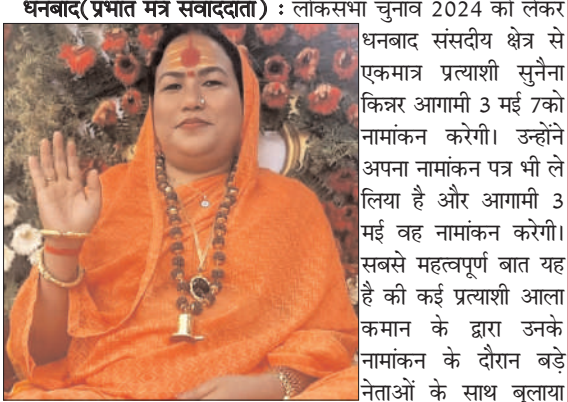 धनबाद(प्रभात मंत्र संवाददाता) : लोकसभा चुनाव 2024 को लेकर
धनबाद संसदीय क्षेत्र से
एकमात्र प्रत्याशी सुनैना
किन्नर आगामी 3 मई 7को
नामांकन करेगी। उन्होंने
अपना नामांकन पत्र भी ले
लिया है और आगामी 3
मई वह नामांकन करेगी।
सबसे महत्वपूर्ण बात यह
है की कई प्रत्याशी आला
कमान के द्वारा उनके
नामांकन के दौरान बड़े
नेताओं के साथ बुलाया